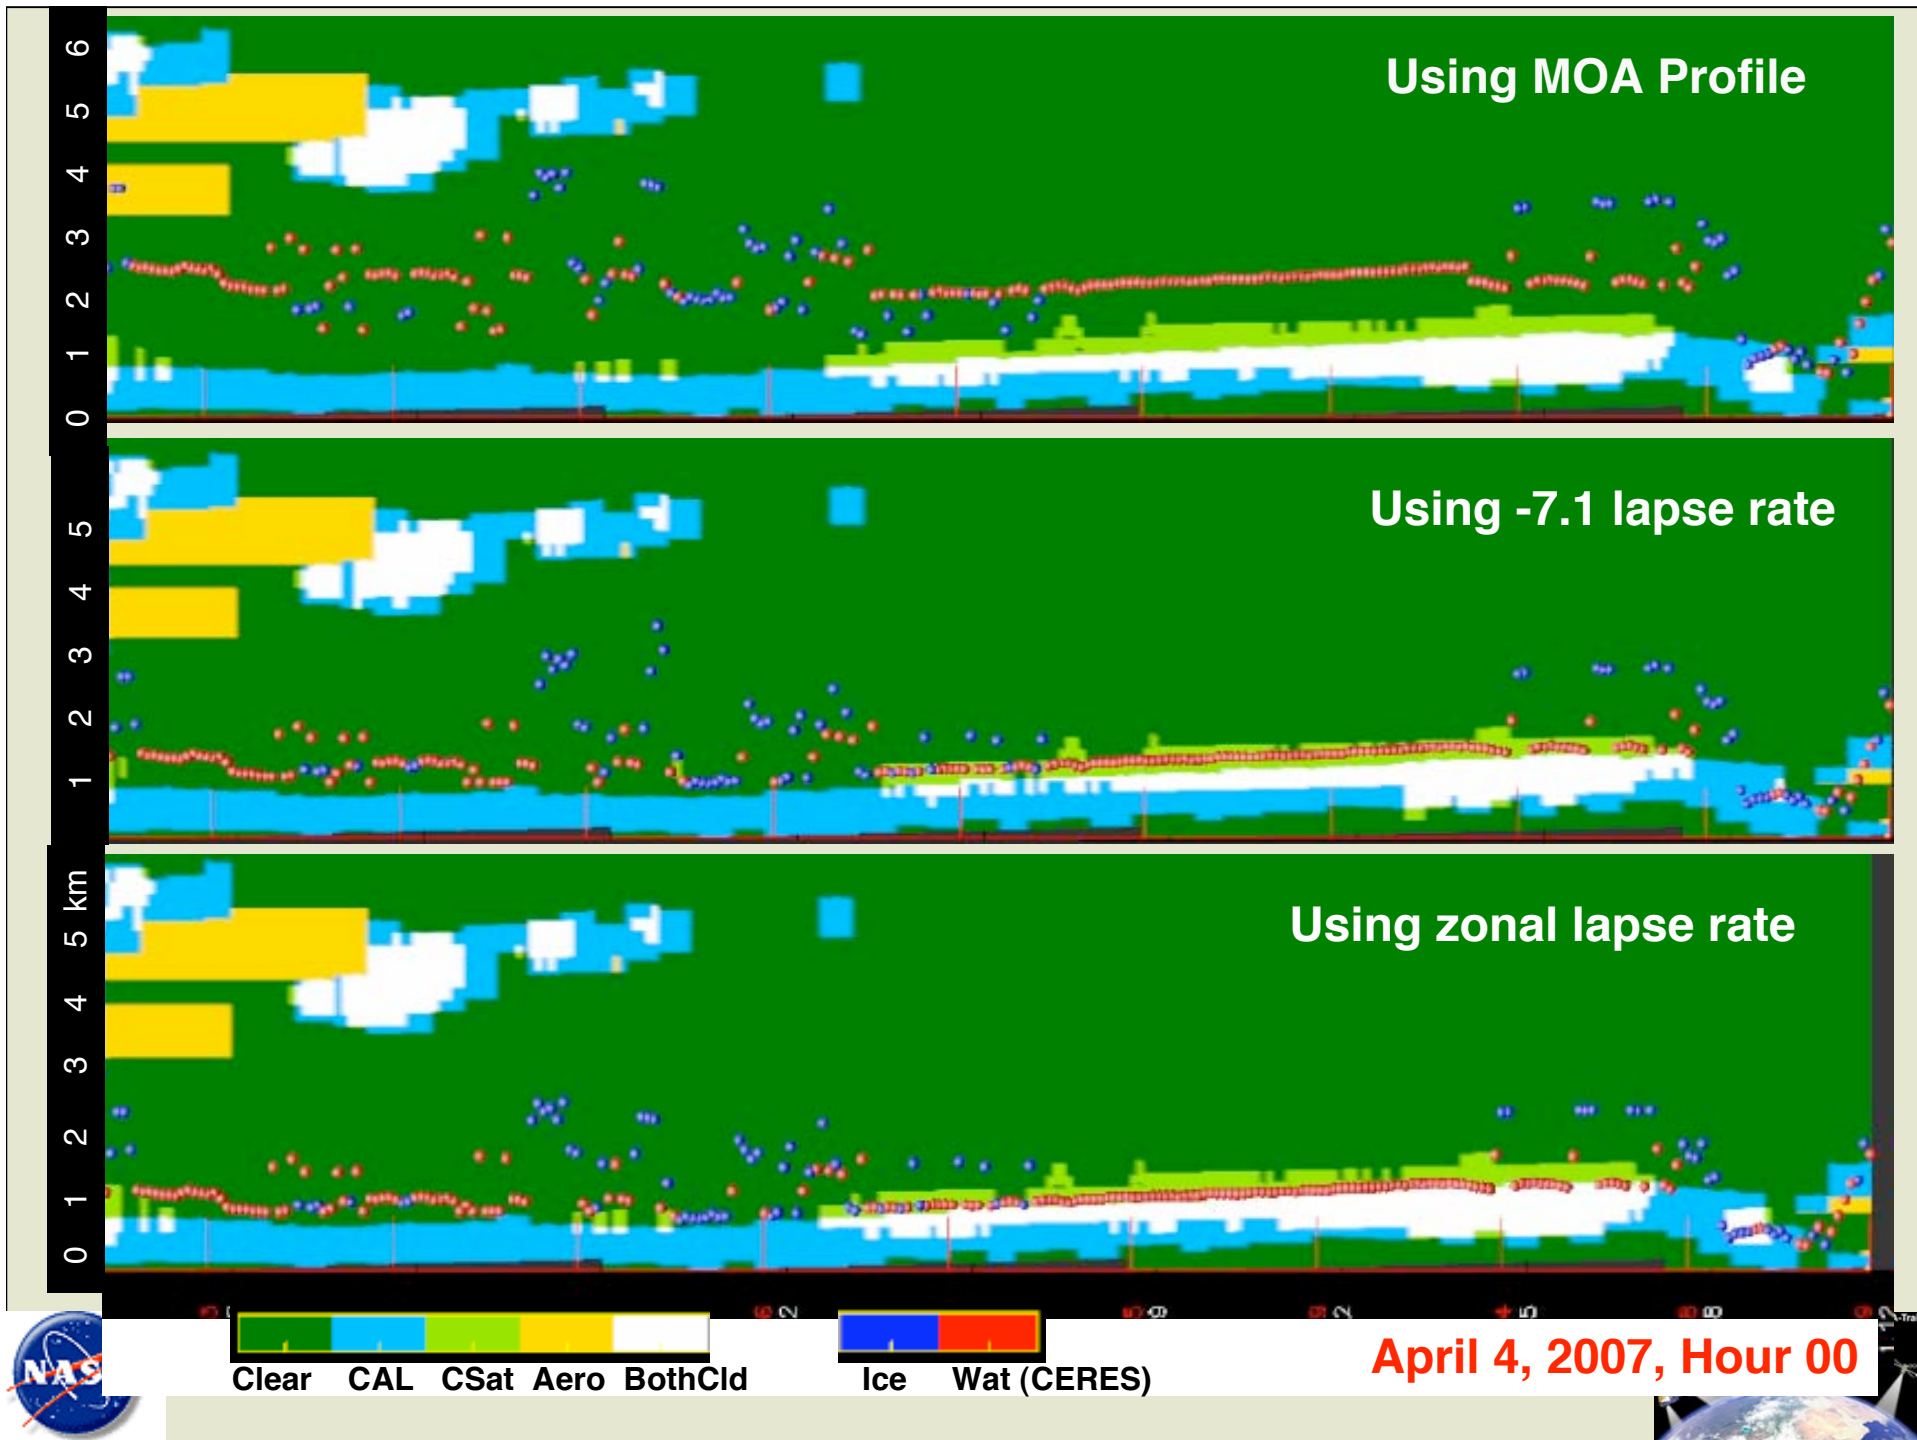 6
5
4
3
2
1
0
Using MOA Profile
5
4
3
2
1
Using -7.1 lapse rate
5 km
4
3
2
1
0
Using zonal lapse rate
Clear CAL CSat Aero BothCld
Ice Wat (CERES)
April 4, 2007, Hour 00
NAS